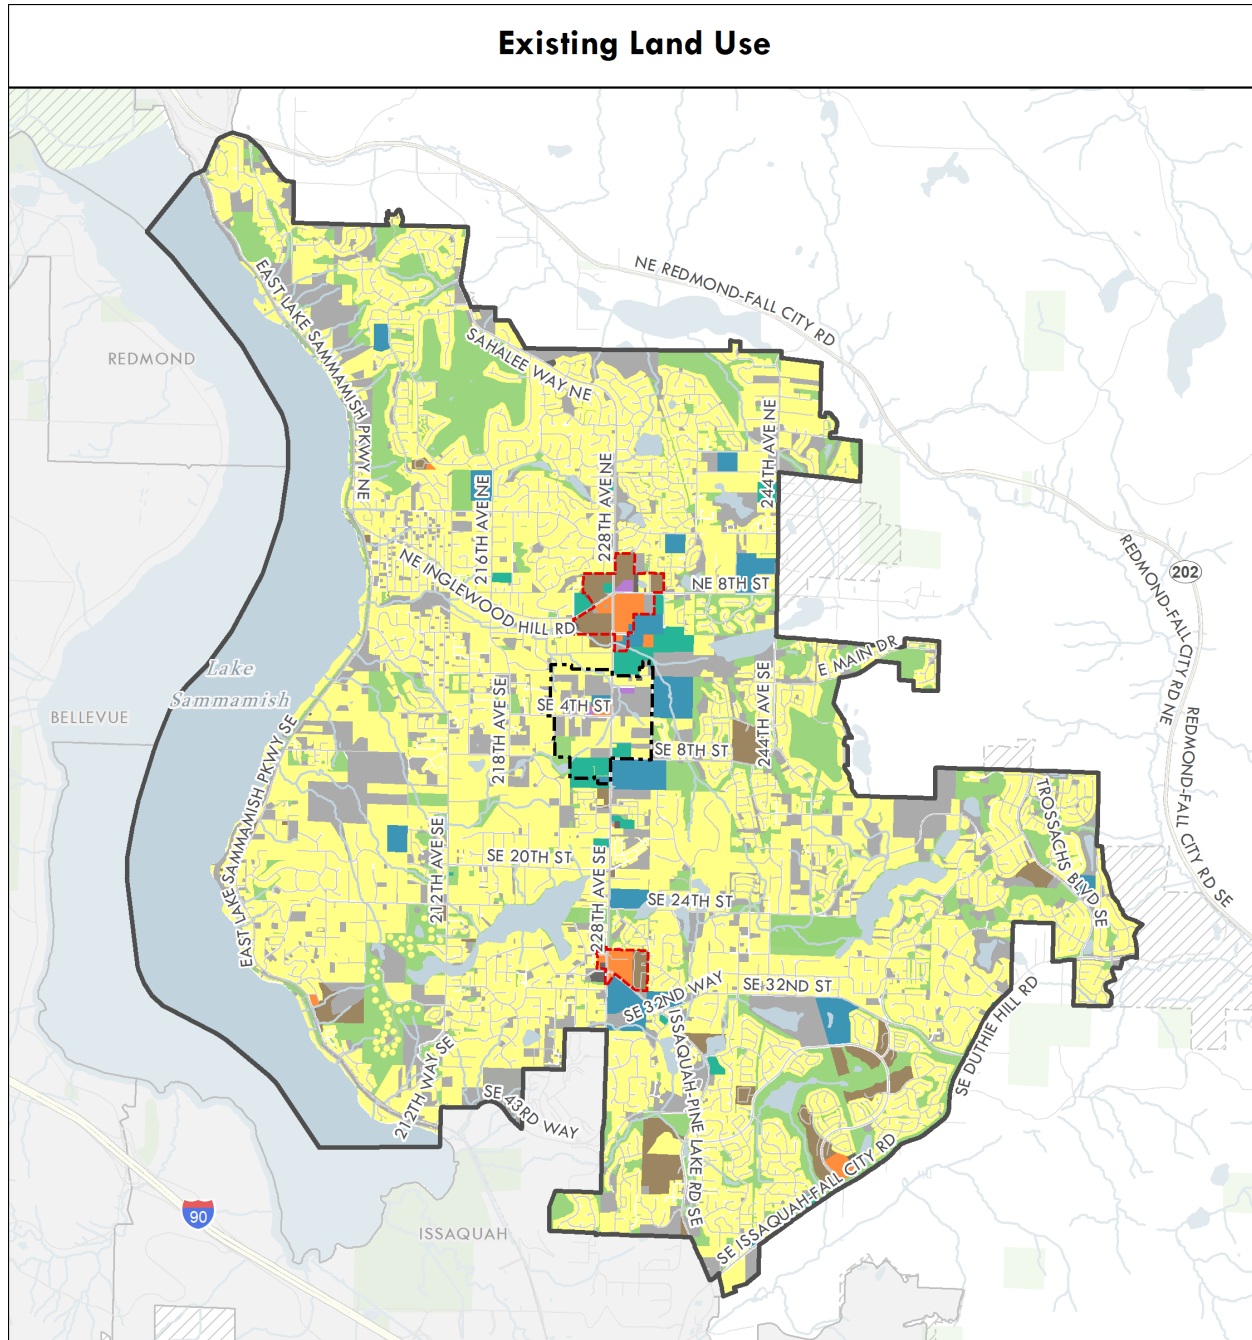 Existing Land Use
NE REDMOND-FALL CITY RD
EAST LAKE SAMMAMISH PKWY NE
SAHALEE WAY NE
REDMOND
244TH AVE NE
228TH AVE NE
216TH AVE NE
REDMOND-FALL CITY RD NE
202
NE INGLEWOOD HILL RD
NE 8TH ST
E MAIN DR
Lake
Sammamish
BELLEVUE
SE 4TH ST
218TH AVE SE
244TH AVE SE
SE 8TH ST
REDMOND-FALL CITY RD SE
EAST LAKE SAMMAMISH PKWY SE
TROSSACHS BLVD SE
212TH AVE SE
SE 20TH ST
228TH AVE SE
SE 24TH ST
SE 32ND WAY
SE 32ND ST
SE DUTHIE HILL RD
ISSAQUAH-PINE LAKE RD SE
212TH WAY SE
SE 43RD WAY
SE ISSAQUAH-FALL CITY RD
90
ISSAQUAH